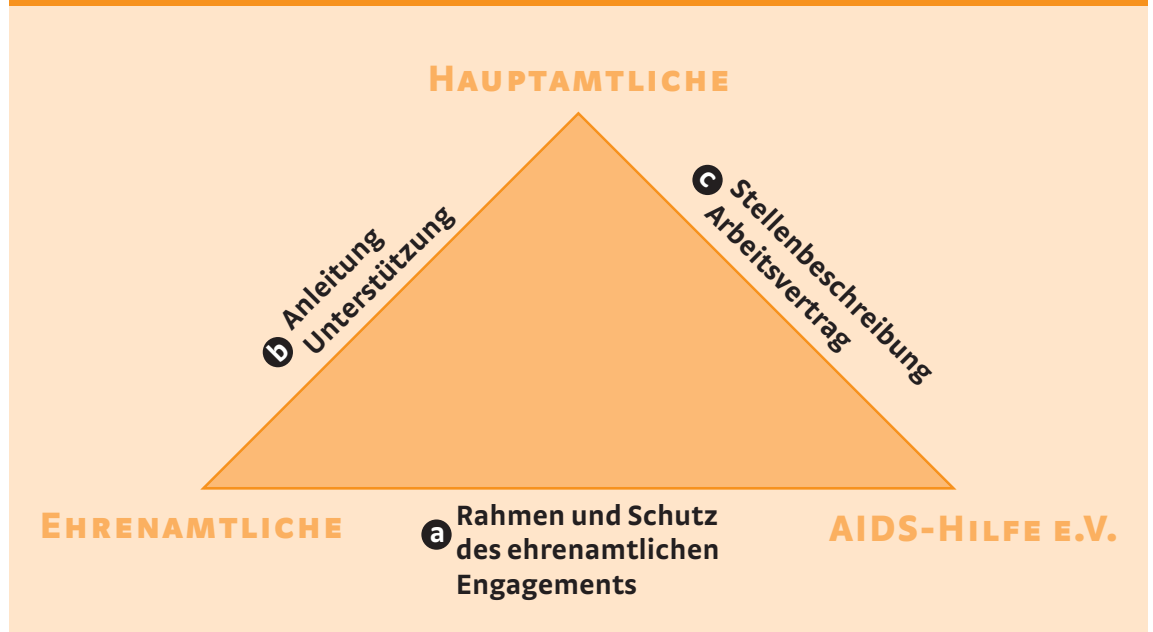 HAUPTAMTLICHE
c Stellenbeschreibung
Arbeitsvertrag
b Anleitung
Unterstützung
EHRENAMTLICHE
a Rahmen und Schutz
des ehrenamtlichen
Engagements
AIDS-HILFE E.V.